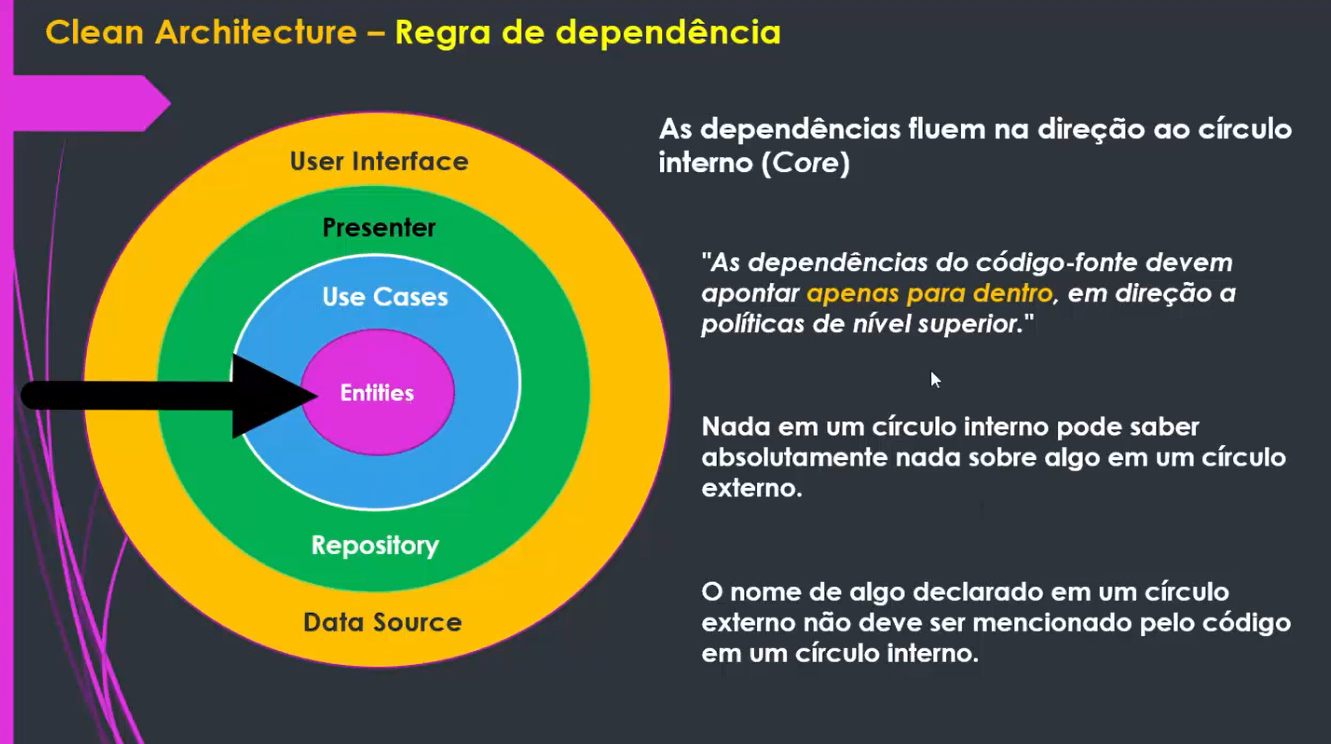 Clean Architecture – Regra de dependência
User Interface
Presenter
Use Cases
Entities
Repository
Data Source
As dependências fluem na direção ao círculo
interno (Core)
"As dependências do código-fonte devem
apontar apenas para dentro, em direção a
políticas de nível superior."
Nada em um círculo interno pode saber
absolutamente nada sobre algo em um círculo
externo.
O nome de algo declarado em um círculo
externo não deve ser mencionado pelo código
em um círculo interno.